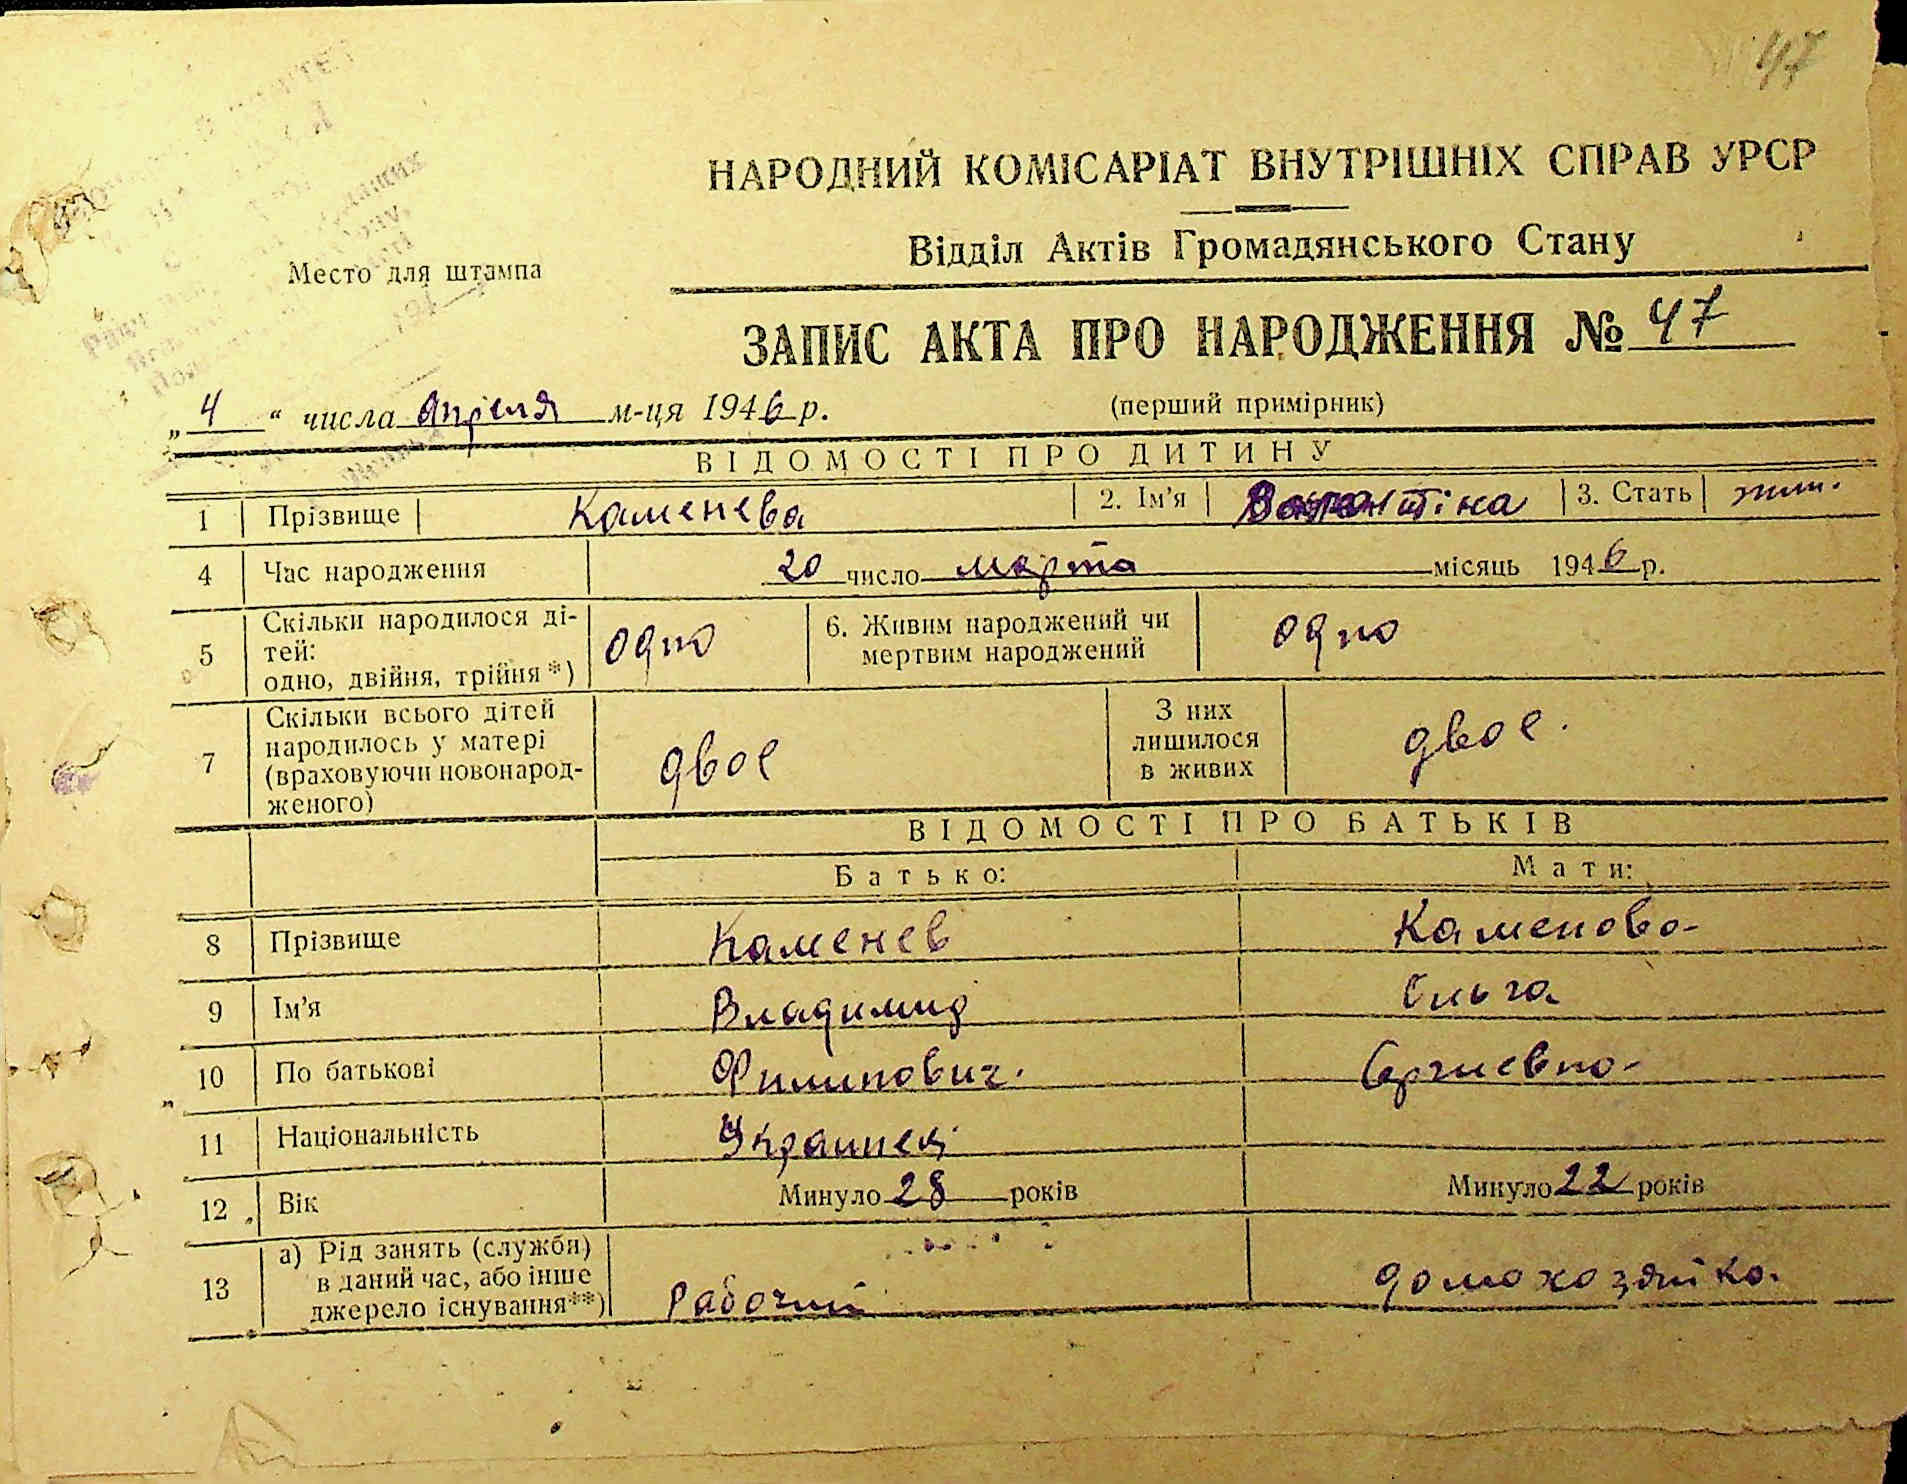 47
НАРОДНИЙ КОМІСАРІАТ ВНУТРІШНІХ СПРАВ УРСР
Відділ Актів Громадянського Стану
Место для штампа
ЗАПИС АКТА ПРО НАРОДЖЕННЯ № 47
„ 4 “ числа апреля м-ця 1946 р. (перший примірник)
ВІДОМОСТІ ПРО ДИТИНУ
1 Прізвище Каменева 2. Ім'я 3. Стать жен.
4 Час народження 20 число марта місяць 1946 р.
5 Скільки народилося ді-
тей:
одно, двійня, трійня *) одно 6. Живим народжений чи
мертвим народжений одно
7 Скільки всього дітей
народилось у матері
(враховуючи новонарод-
женого) двое З них
лишилося
в живих двое.
ВІДОМОСТІ ПРО БАТЬКІВ
Батько: Мати:
8 Прізвище Каменев Каменова
9 Ім'я Владимир Ольга
10 По батькові Филипович. Сергиевна
11 Національність Украинец
12 Вік Минуло 28 років Минуло 22 років
13 а) Рід занять (служби)
в даний час, або інше
джерело існування**) Рабочий домохозяйка.